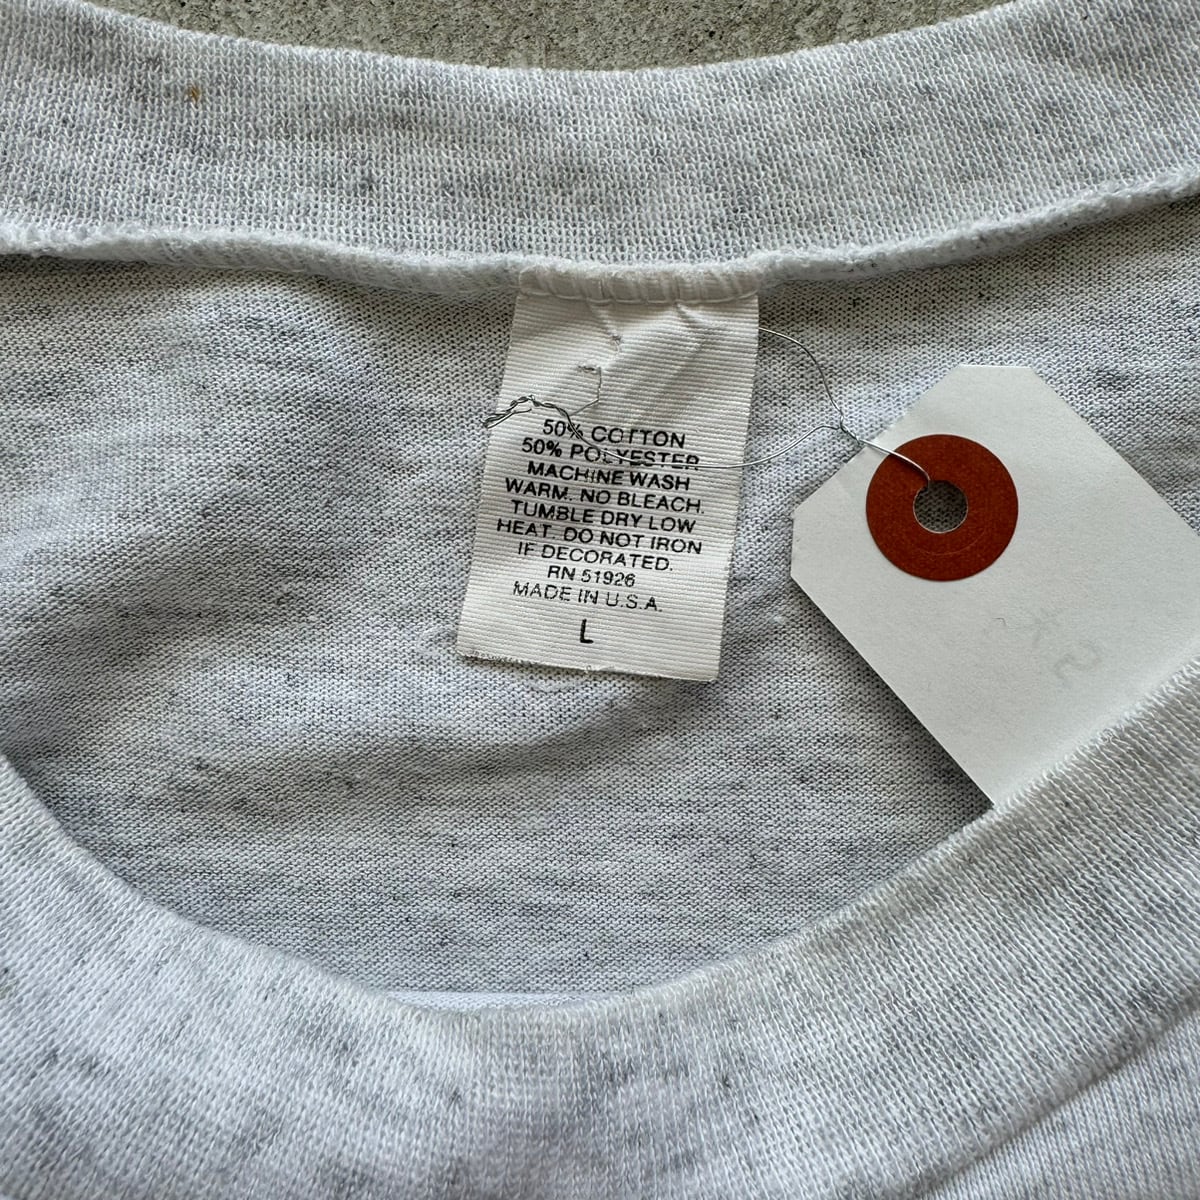 50% COTTON
50% POLYESTER
MACHINE WASH
WARM. NO BLEACH.
TUMBLE DRY LOW
HEAT. DO NOT IRON
IF DECORATED.
RN 51926
MADE IN U.S.A.
L